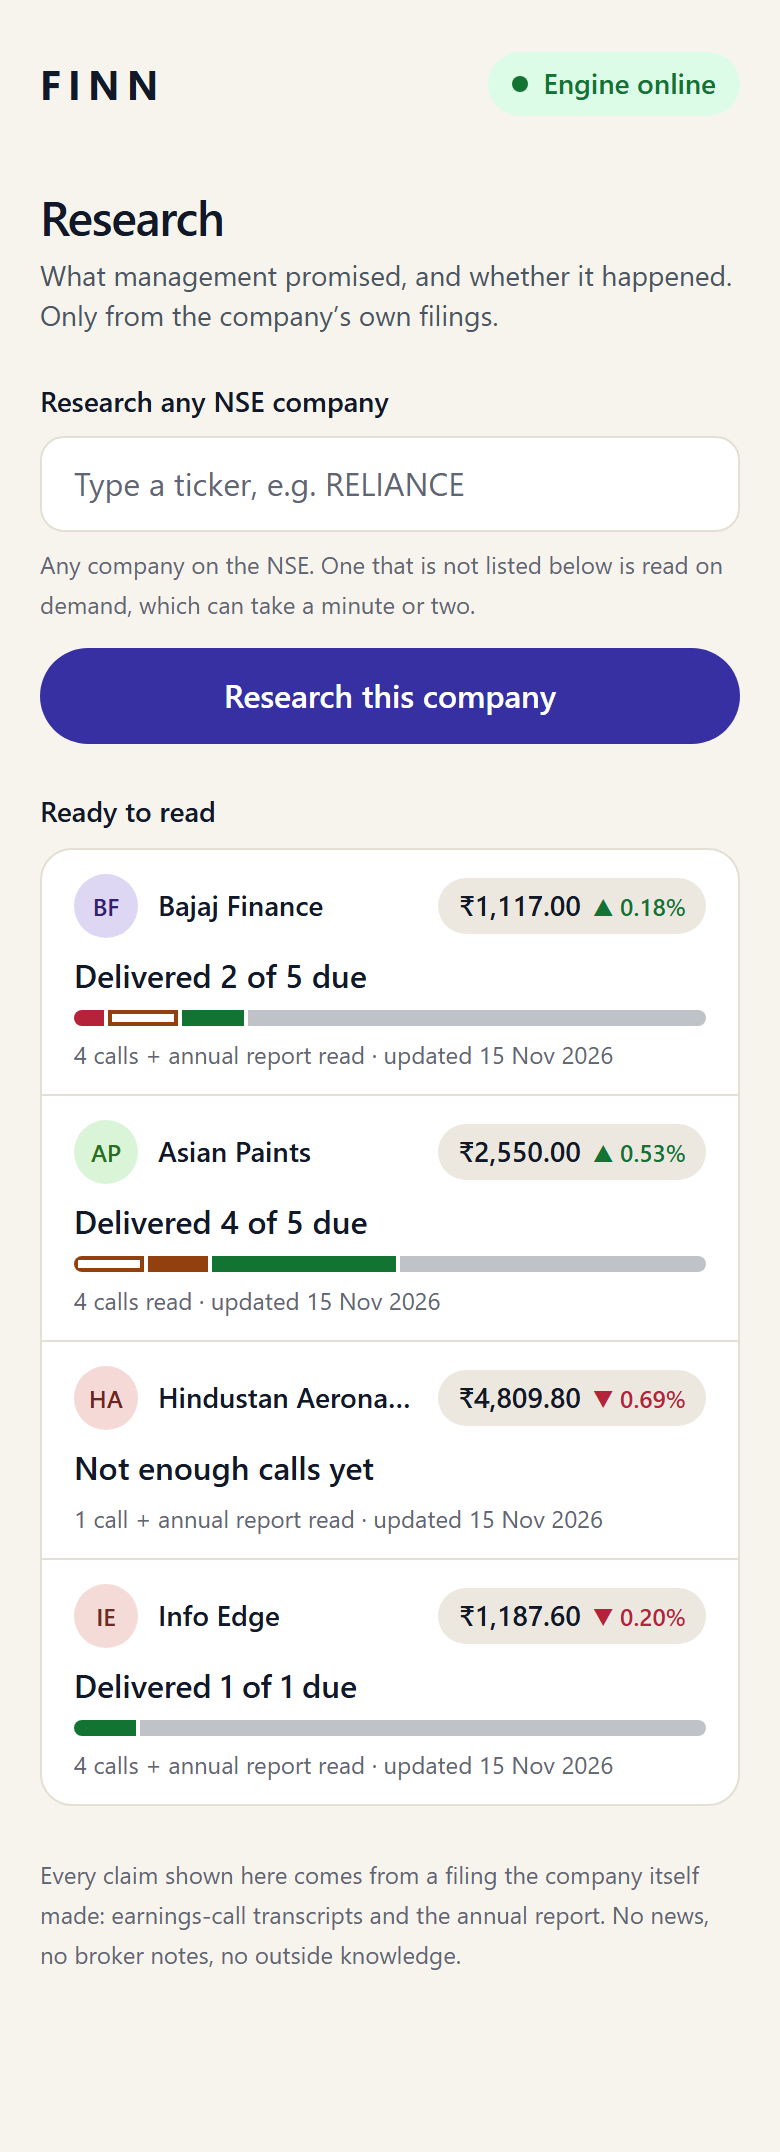 FINN
Engine online
Research
What management promised, and whether it happened.
Only from the company’s own filings.
Research any NSE company
Type a ticker, e.g. RELIANCE
Any company on the NSE. One that is not listed below is read on
demand, which can take a minute or two.
Research this company
Ready to read
BF Bajaj Finance ₹1,117.00 ▲ 0.18%
Delivered 2 of 5 due
4 calls + annual report read · updated 15 Nov 2026
AP Asian Paints ₹2,550.00 ▲ 0.53%
Delivered 4 of 5 due
4 calls read · updated 15 Nov 2026
HA Hindustan Aerona... ₹4,809.80 ▼ 0.69%
Not enough calls yet
1 call + annual report read · updated 15 Nov 2026
IE Info Edge ₹1,187.60 ▼ 0.20%
Delivered 1 of 1 due
4 calls + annual report read · updated 15 Nov 2026
Every claim shown here comes from a filing the company itself
made: earnings-call transcripts and the annual report. No news,
no broker notes, no outside knowledge.